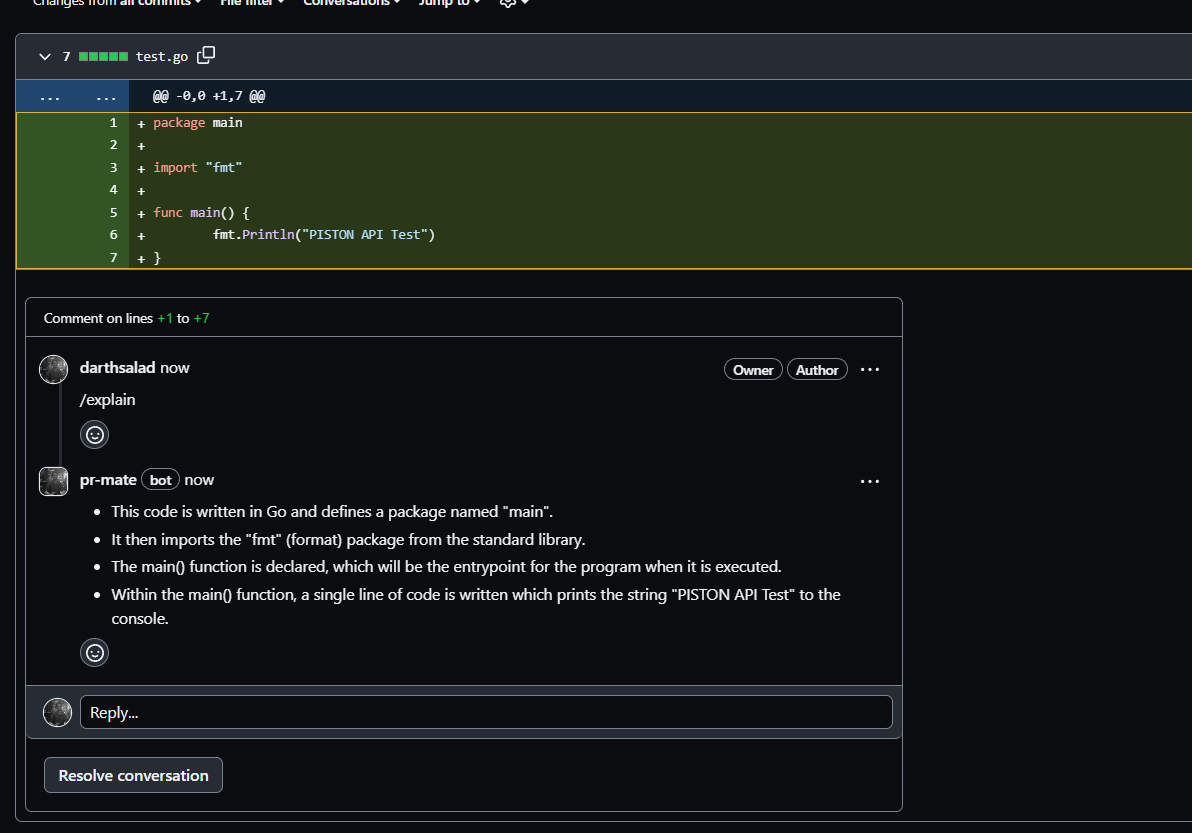 Changes from all commits File filter Conversations Jump to
7 test.go
... ... @@ -0,0 +1,7 @@
1 + package main
2 +
3 + import "fmt"
4 +
5 + func main() {
6 + fmt.Println("PISTON API Test")
7 + }
Comment on lines +1 to +7
darthsalad now Owner Author ...
/explain
pr-mate bot now ...
• This code is written in Go and defines a package named "main".
• It then imports the "fmt" (format) package from the standard library.
• The main() function is declared, which will be the entrypoint for the program when it is executed.
• Within the main() function, a single line of code is written which prints the string "PISTON API Test" to the
console.
Reply...
Resolve conversation